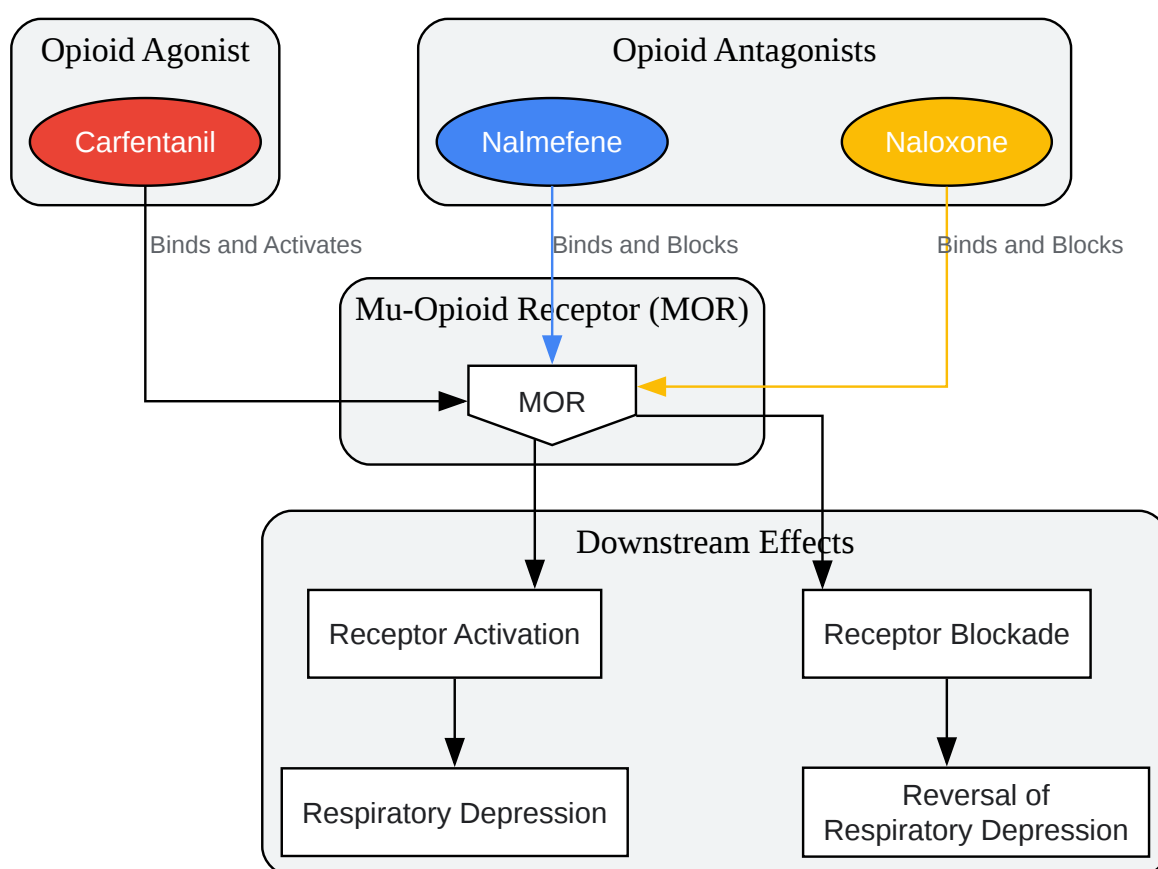 Opioid Agonist
Opioid Antagonists
Carfentanil
Nalmefene
Naloxone
Binds and Activates
Binds and Blocks
Binds and Blocks
Mu-Opioid Receptor (MOR)
MOR
Downstream Effects
Receptor Activation
Receptor Blockade
Respiratory Depression
Reversal of
Respiratory Depression